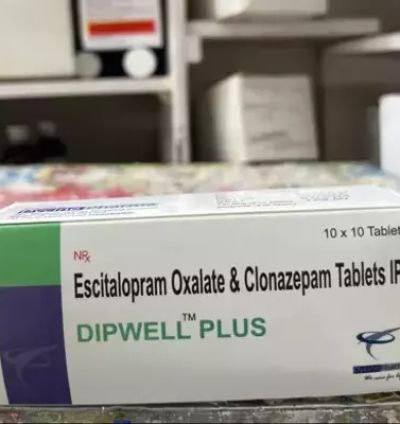 10 x 10 Tablet
NRx
Escitalopram Oxalate & Clonazepam Tablets IP
DIPWELL™ PLUS